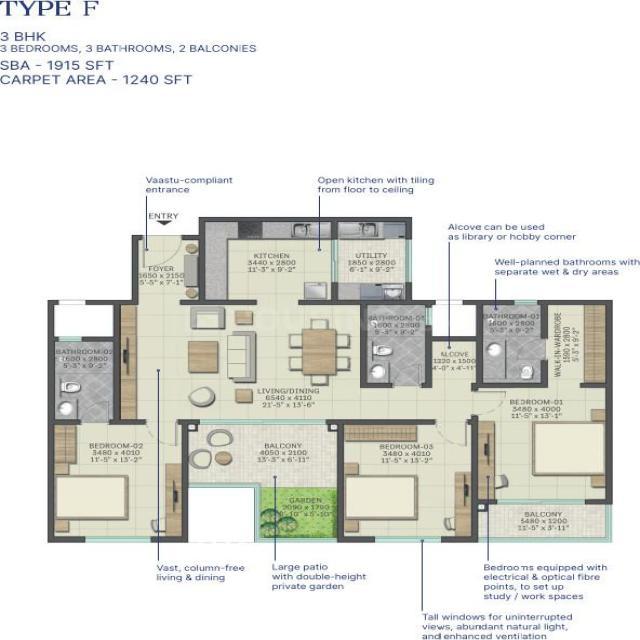 TYPE F
3 BHK
3 BEDROOMS, 3 BATHROOMS, 2 BALCONIES
SBA - 1915 SFT
CARPET AREA - 1240 SFT
Vaastu-compliant
entrance
Open kitchen with tiling
from floor to ceiling
ENTRY
Alcove can be used
as library or hobby corner
Well-planned bathrooms with
separate wet & dry areas
FOYER
1650 x 2150
5'-5" x 7'-1"
KITCHEN
3440 x 2800
11'-3" x 9'-2"
UTILITY
1850 x 2800
6'-1" x 9'-2"
BATHROOM-03
1600 x 2800
5'-3" x 9'-2"
BATHROOM-01
1600 x 2800
5'-3" x 9'-2"
WALK-IN-WARDROBE
1590 x 2800
5'-3" x 9'-2"
BATHROOM-02
1600 x 2800
5'-3" x 9'-2"
ALCOVE
1220 x 1500
4'-0" x 4'-11"
LIVING/DINING
6540 x 4110
21'-5" x 13'-6"
BEDROOM-01
3480 x 4000
11'-5" x 13'-1"
BEDROOM-02
3480 x 4010
11'-5" x 13'-2"
BALCONY
4050 x 2100
13'-3" x 6'-11"
BEDROOM-03
3480 x 4010
11'-5" x 13'-2"
GARDEN
2090 x 1790
BALCONY
3480 x 1200
11'-5" x 3'-11"
Vast, column-free
living & dining
Large patio
with double-height
private garden
Bedrooms equipped with
electrical & optical fibre
points, to set up
study / work spaces
Tall windows for uninterrupted
views, abundant natural light,
and enhanced ventilation